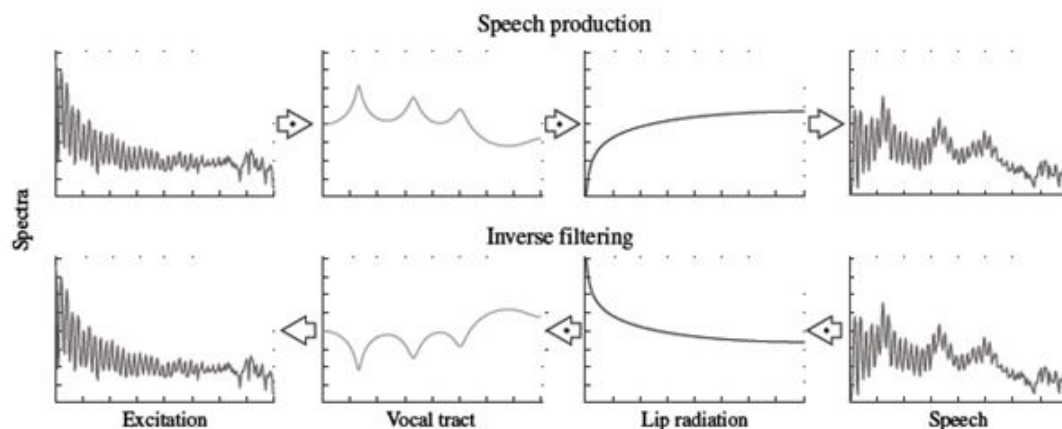 Speech production
Spectra
Inverse filtering
Excitation
Vocal tract
Lip radiation
Speech